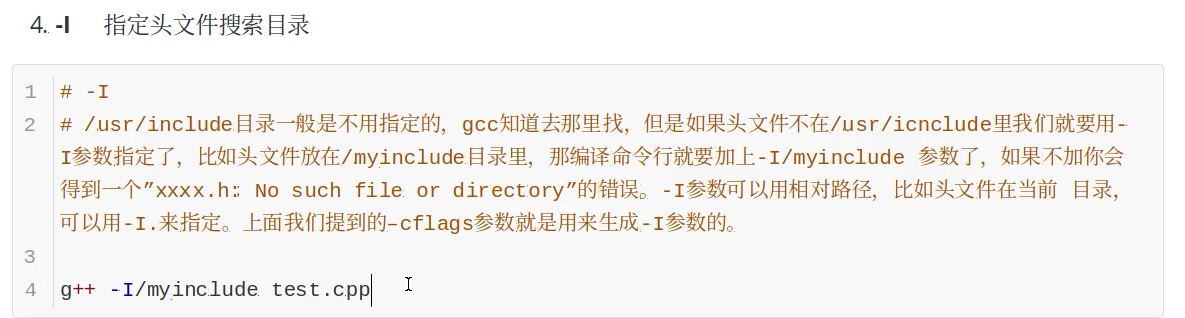 4. -I 指定头文件搜索目录
1 # -I
2 # /usr/include目录一般是不用指定的，gcc知道去那里找，但是如果头文件不在/usr/icnclude里我们就要用-
I参数指定了，比如头文件放在/myinclude目录里，那编译命令行就要加上-I/myinclude 参数了，如果不加你会
得到一个”xxxx.h: No such file or directory”的错误。-I参数可以用相对路径，比如头文件在当前 目录，
可以用-I.来指定。上面我们提到的–cflags参数就是用来生成-I参数的。
3
4 g++ -I/myinclude test.cpp